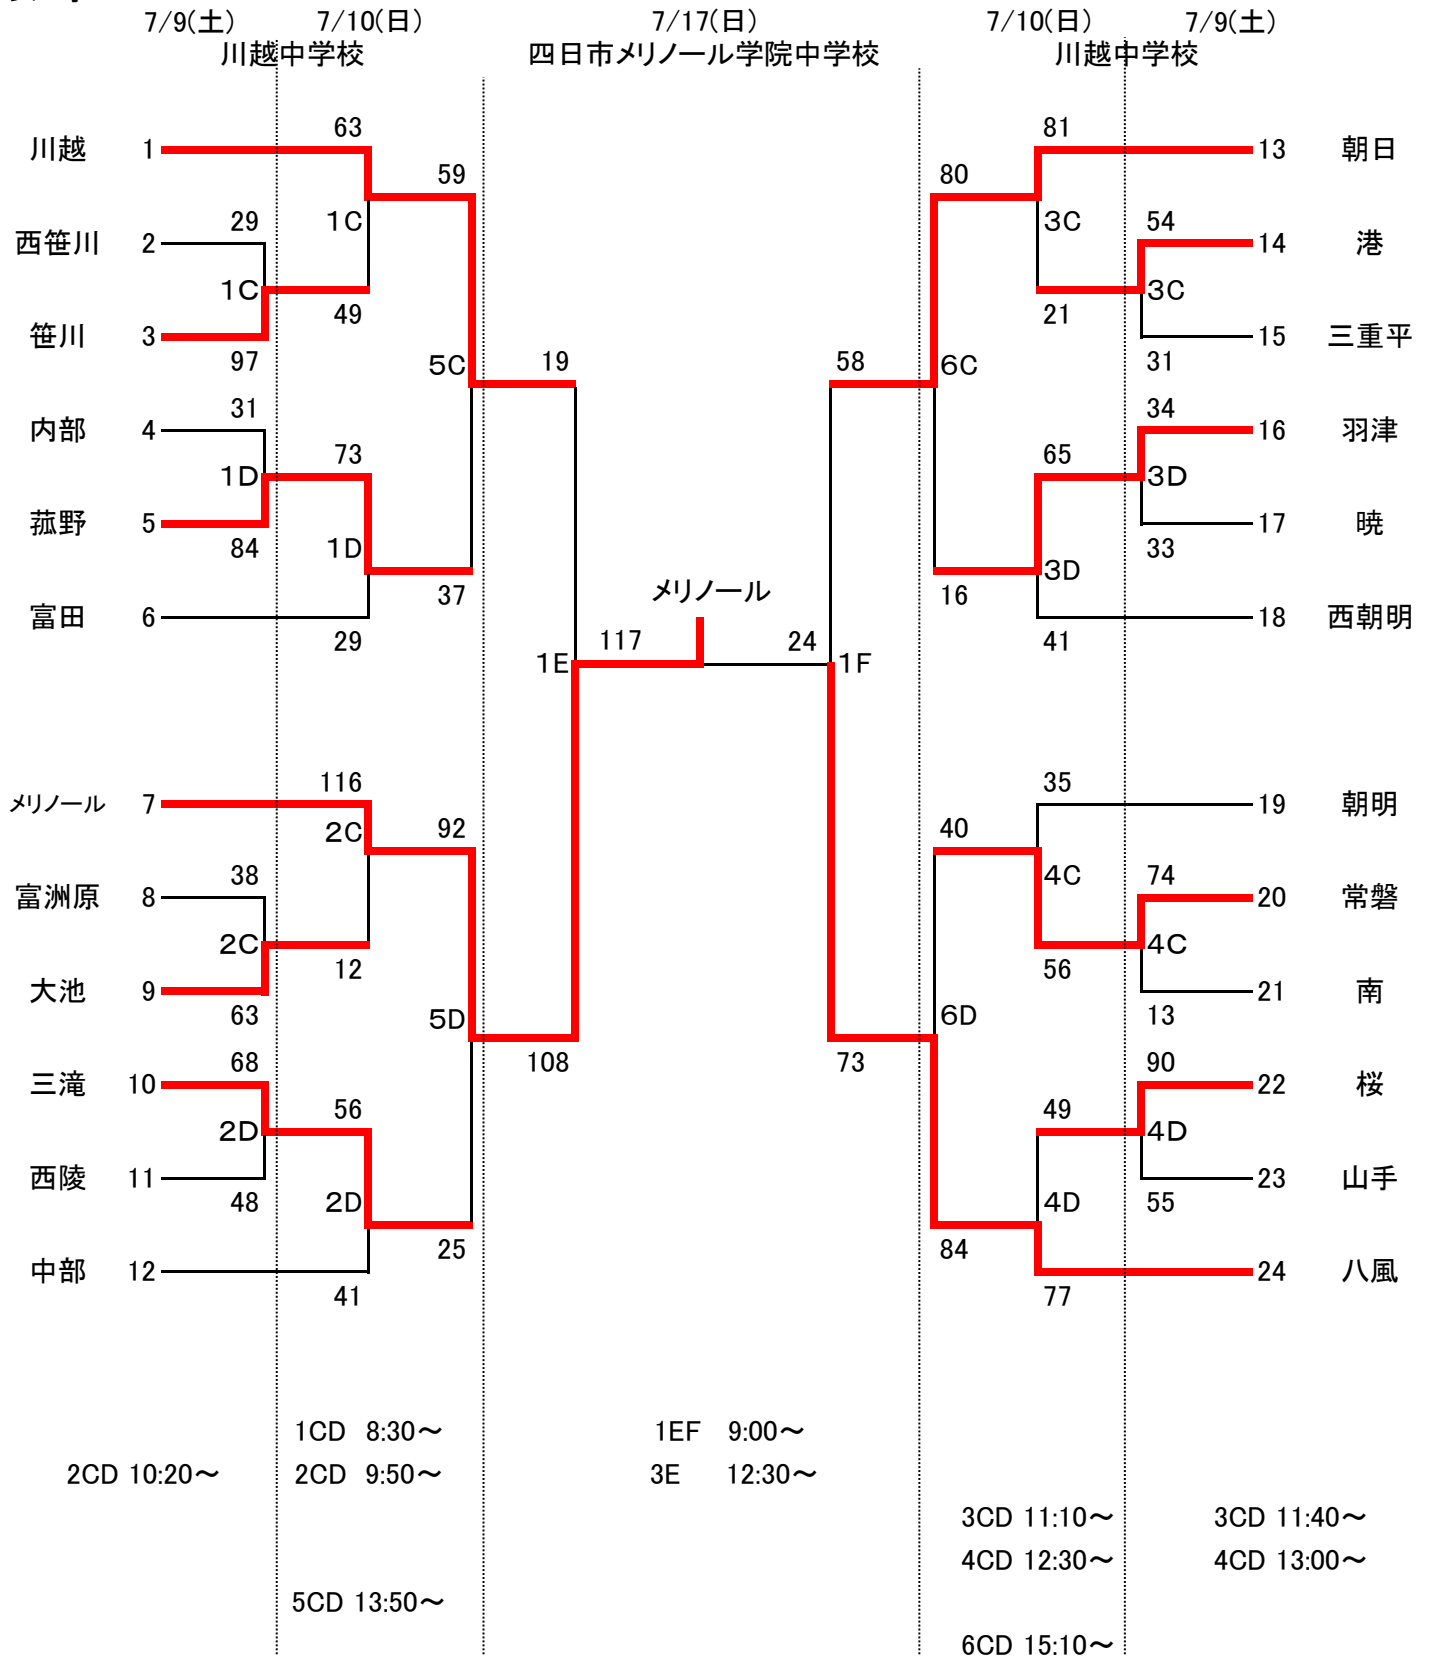 7/9(土) 7/10(日) 7/17(日) 7/10(日) 7/9(土)
川越中学校 四日市メリノール学院中学校 川越中学校
63 81
川越 1 13 朝日
59 80
29 1C 3C 54
西笹川 2 14 港
1C 3C
49 21
笹川 3 15 三重平
97 5C 19 58 6C 31
31 34
内部 4 16 羽津
73 65
1D 3D
菰野 5 17 暁
84 1D 33
3D
37 メリノール 16
富田 6 18 西朝明
29 117 24 41
1E 1F
116 35
メリノール 7 19 朝明
2C 92 40
38 4C 74
富洲原 8 20 常磐
2C 4C
12 56
大池 9 21 南
63 5D 6D 13
68 108 73 90
三滝 10 22 桜
56 49
2D 4D
西陵 11 23 山手
48 2D 4D 55
25 84
中部 12 24 八風
41 77
1CD 8:30～ 1EF 9:00～
2CD 10:20～ 2CD 9:50～ 3E 12:30～
3CD 11:10～ 3CD 11:40～
4CD 12:30～ 4CD 13:00～
5CD 13:50～
6CD 15:10～